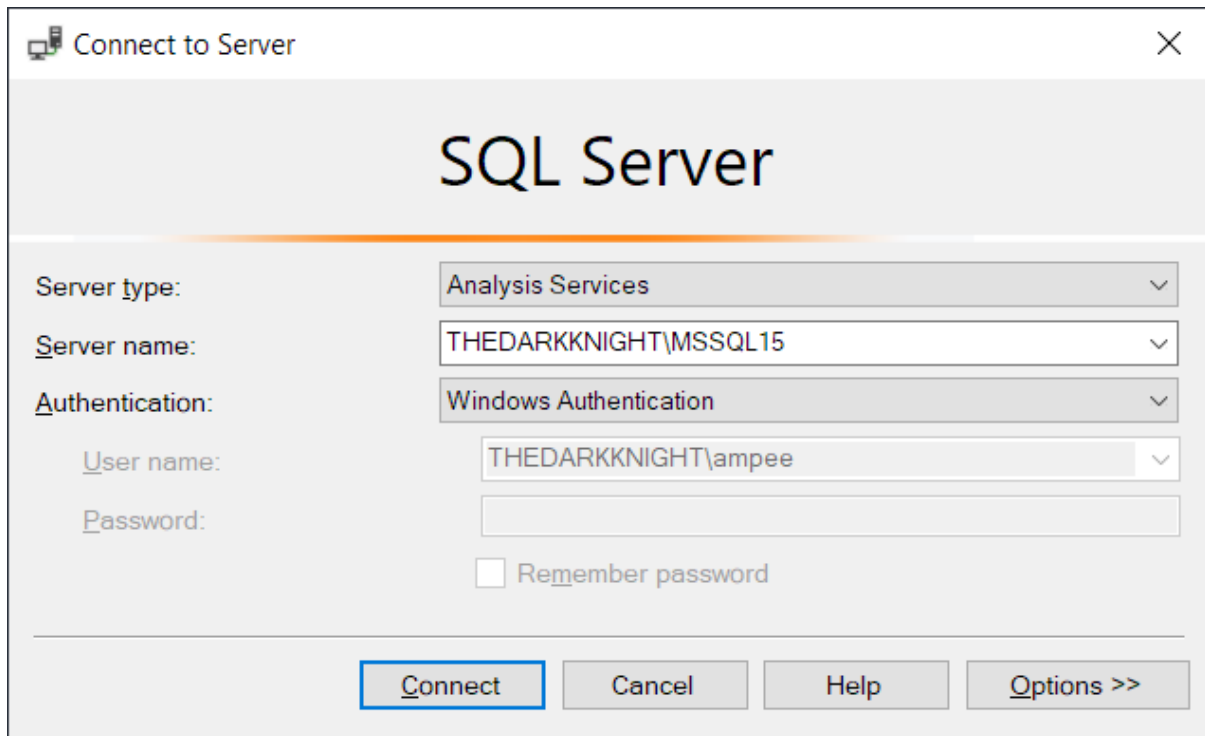 Connect to Server
SQL Server
Server type: Analysis Services
Server name: THEDARKKNIGHT\MSSQL15
Authentication: Windows Authentication
User name: THEDARKKNIGHT\ampee
Password:
Remember password
Connect Cancel Help Options >>